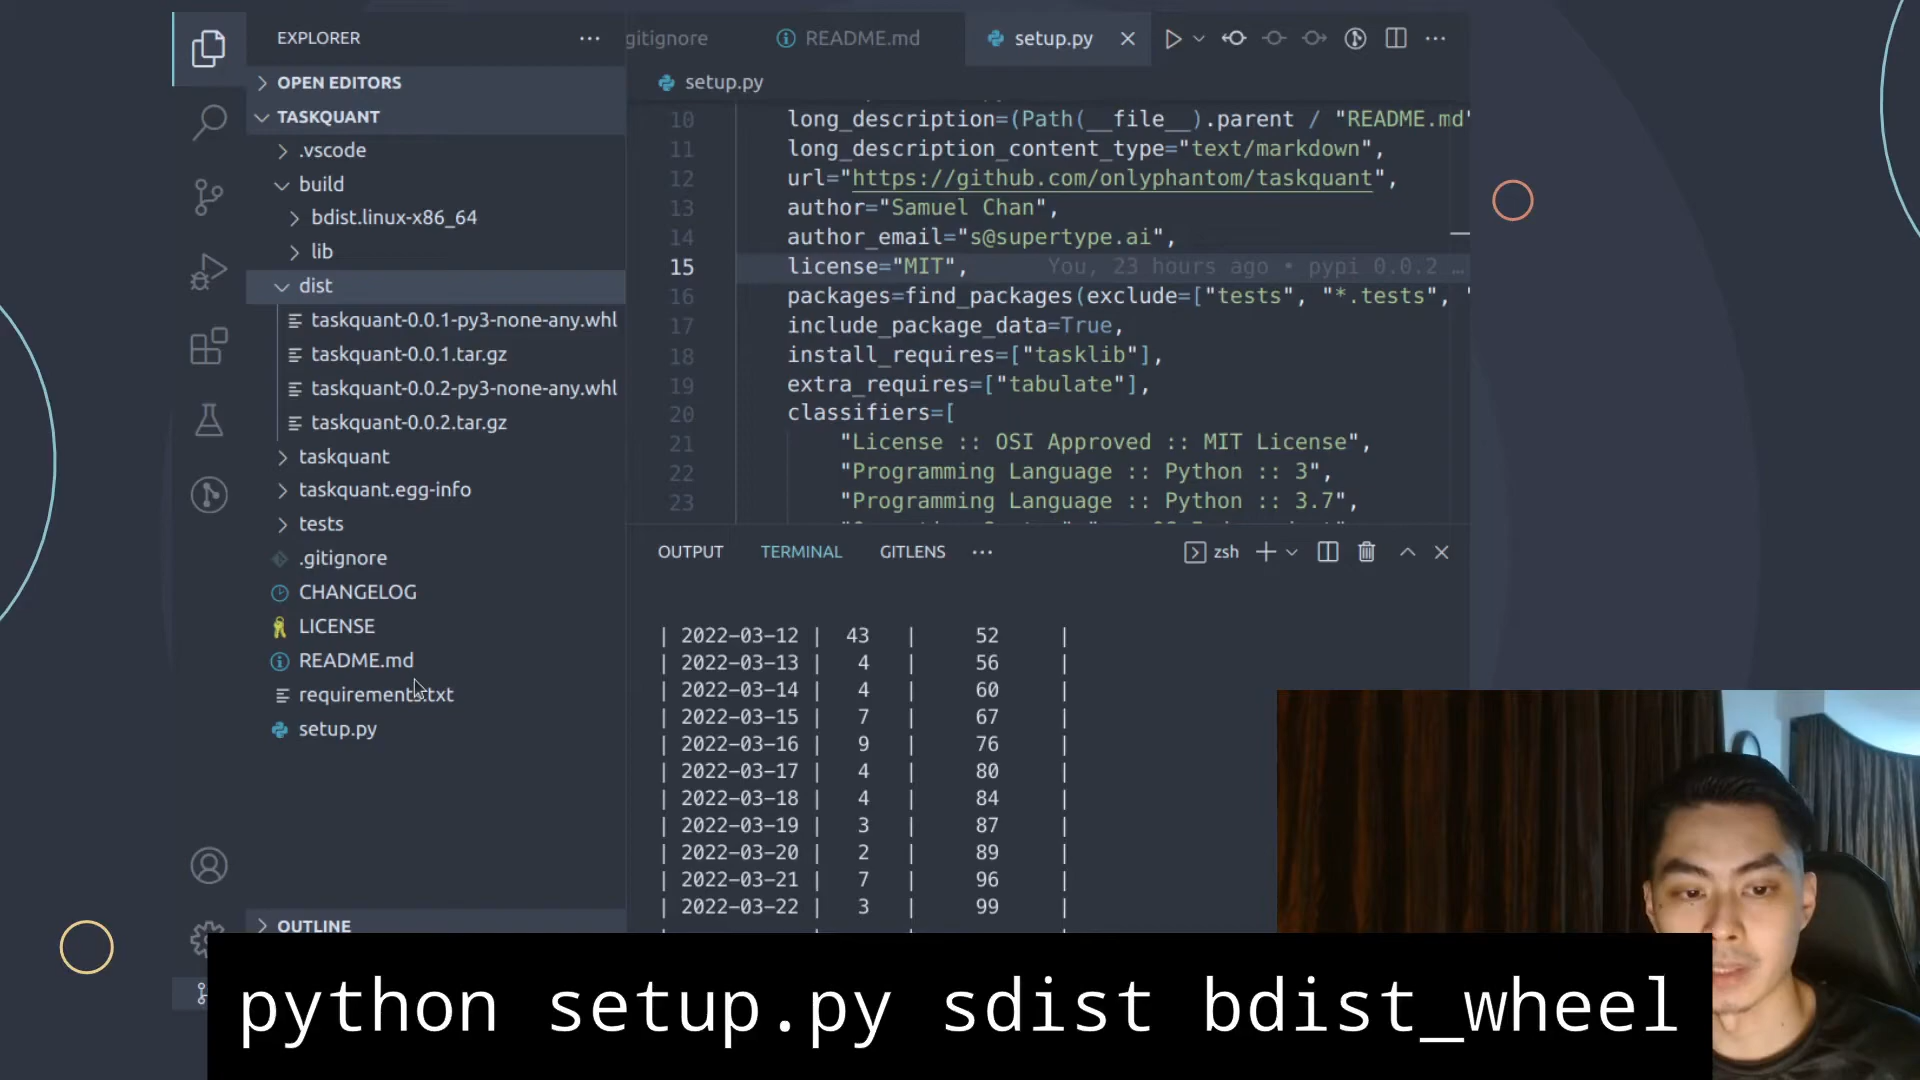 EXPLORER
OPEN EDITORS
TASKQUANT
.vscode
build
bdist.linux-x86_64
lib
dist
taskquant-0.0.1-py3-none-any.whl
taskquant-0.0.1.tar.gz
taskquant-0.0.2-py3-none-any.whl
taskquant-0.0.2.tar.gz
taskquant
taskquant.egg-info
tests
.gitignore
CHANGELOG
LICENSE
README.md
requirements.txt
setup.py
OUTLINE
gitignore README.md setup.py
setup.py
10 long_description=(Path(__file__).parent / "README.md"
11 long_description_content_type="text/markdown",
12 url="https://github.com/onlyphantom/taskquant",
13 author="Samuel Chan",
14 author_email="s@supertype.ai",
15 license="MIT", You, 23 hours ago • pypi 0.0.2 …
16 packages=find_packages(exclude=["tests", "*.tests", "
17 include_package_data=True,
18 install_requires=["tasklib"],
19 extra_requires=["tabulate"],
20 classifiers=[
21 "License :: OSI Approved :: MIT License",
22 "Programming Language :: Python :: 3",
23 "Programming Language :: Python :: 3.7",
OUTPUT TERMINAL GITLENS zsh
| 2022-03-12 | 43 | 52 |
| 2022-03-13 | 4 | 56 |
| 2022-03-14 | 4 | 60 |
| 2022-03-15 | 7 | 67 |
| 2022-03-16 | 9 | 76 |
| 2022-03-17 | 4 | 80 |
| 2022-03-18 | 4 | 84 |
| 2022-03-19 | 3 | 87 |
| 2022-03-20 | 2 | 89 |
| 2022-03-21 | 7 | 96 |
| 2022-03-22 | 3 | 99 |
python setup.py sdist bdist_wheel